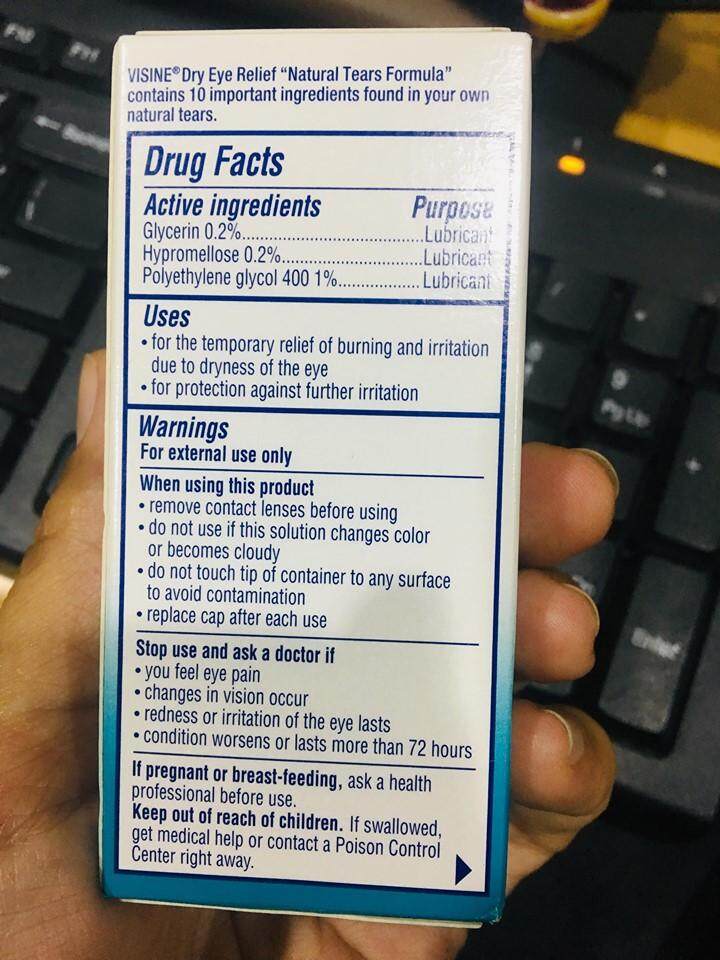 F10
F11
VISINE® Dry Eye Relief “Natural Tears Formula”
contains 10 important ingredients found in your own
natural tears.
Drug Facts
Active ingredients Purpose
Glycerin 0.2%..........................Lubricant
Hypromellose 0.2%.....................Lubricant
Polyethylene glycol 400 1%.............. Lubricant
Uses
• for the temporary relief of burning and irritation
due to dryness of the eye
• for protection against further irritation
Warnings
For external use only
When using this product
• remove contact lenses before using
• do not use if this solution changes color
or becomes cloudy
• do not touch tip of container to any surface
to avoid contamination
• replace cap after each use
Stop use and ask a doctor if
• you feel eye pain
• changes in vision occur
• redness or irritation of the eye lasts
• condition worsens or lasts more than 72 hours
If pregnant or breast-feeding, ask a health
professional before use.
Keep out of reach of children. If swallowed,
get medical help or contact a Poison Control
Center right away.
9
PgUp
+
Enter